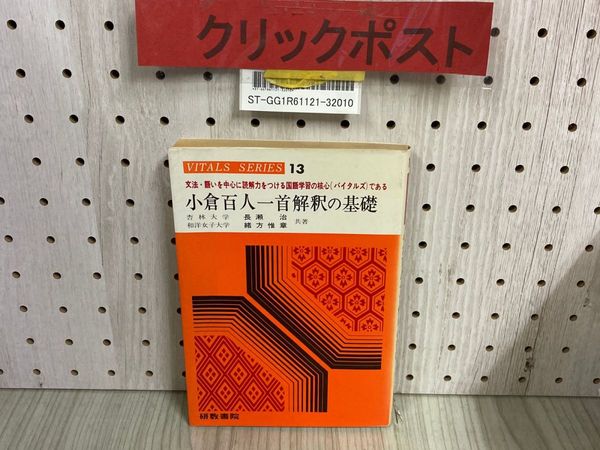 クリックポスト
ST-GG1R61121-32010
VITALS SERIES 13
文法・語いを中心に読解力をつける国語学習の核心(バイタルズ)である
小倉百人一首解釈の基礎
杏林大学 長瀬 治
和洋女子大学 緒方惟章 共著
研数書院